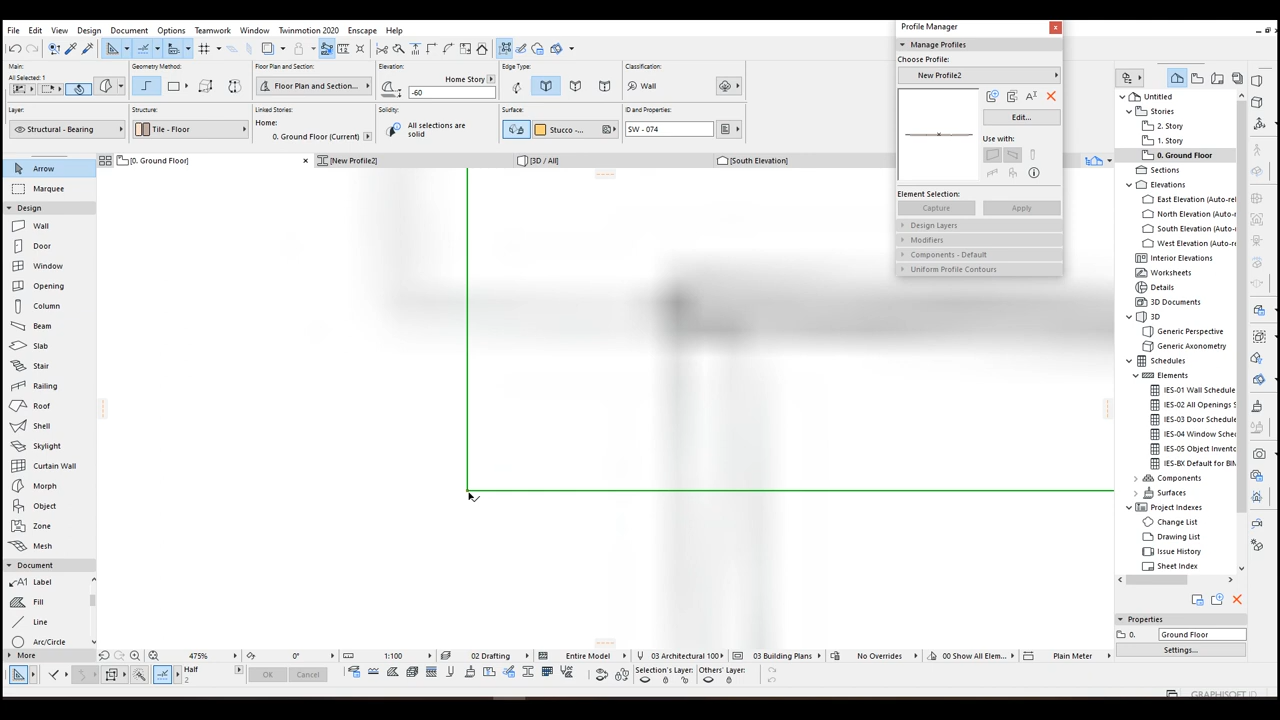 File Edit View Design Document Options Teamwork Window Twinmotion 2020 Enscape Help
Main:
All Selected: 1
Geometry Method:
Floor Plan and Section:
Floor Plan and Section...
Elevation:
Home Story
-60
Edge Type:
Classification:
Wall
Layer:
Structural - Bearing
Structure:
Tile - Floor
Linked Stories:
Home:
0. Ground Floor (Current)
Solidity:
All selections are
solid
Surface:
Stucco -...
ID and Properties:
SW - 074
[0. Ground Floor]
[New Profile2]
[3D / All]
[South Elevation]
Arrow
Marquee
Design
Wall
Door
Window
Opening
Column
Beam
Slab
Stair
Railing
Roof
Shell
Skylight
Curtain Wall
Morph
Object
Zone
Mesh
Document
A1 Label
Fill
Line
Arc/Circle
More
Profile Manager
Manage Profiles
Choose Profile:
New Profile2
Edit...
Use with:
Element Selection:
Capture
Apply
Design Layers
Modifiers
Components - Default
Uniform Profile Contours
Untitled
Stories
2. Story
1. Story
0. Ground Floor
Sections
Elevations
East Elevation (Auto-re
North Elevation (Auto-r
South Elevation (Auto-r
West Elevation (Auto-re
Interior Elevations
Worksheets
Details
3D Documents
3D
Generic Perspective
Generic Axonometry
Schedules
Elements
IES-01 Wall Schedule
IES-02 All Openings S
IES-03 Door Schedule
IES-04 Window Sched
IES-05 Object Invento
IES-BX Default for BIM
Components
Surfaces
Project Indexes
Change List
Drawing List
Issue History
Sheet Index
Properties
0.
Ground Floor
Settings...
475%
0°
1:100
02 Drafting
Entire Model
03 Architectural 100
03 Building Plans
No Overrides
00 Show All Elem...
Plain Meter
Half
2
OK
Cancel
Selection's Layer:
Others' Layer:
GRAPHISOFT ID